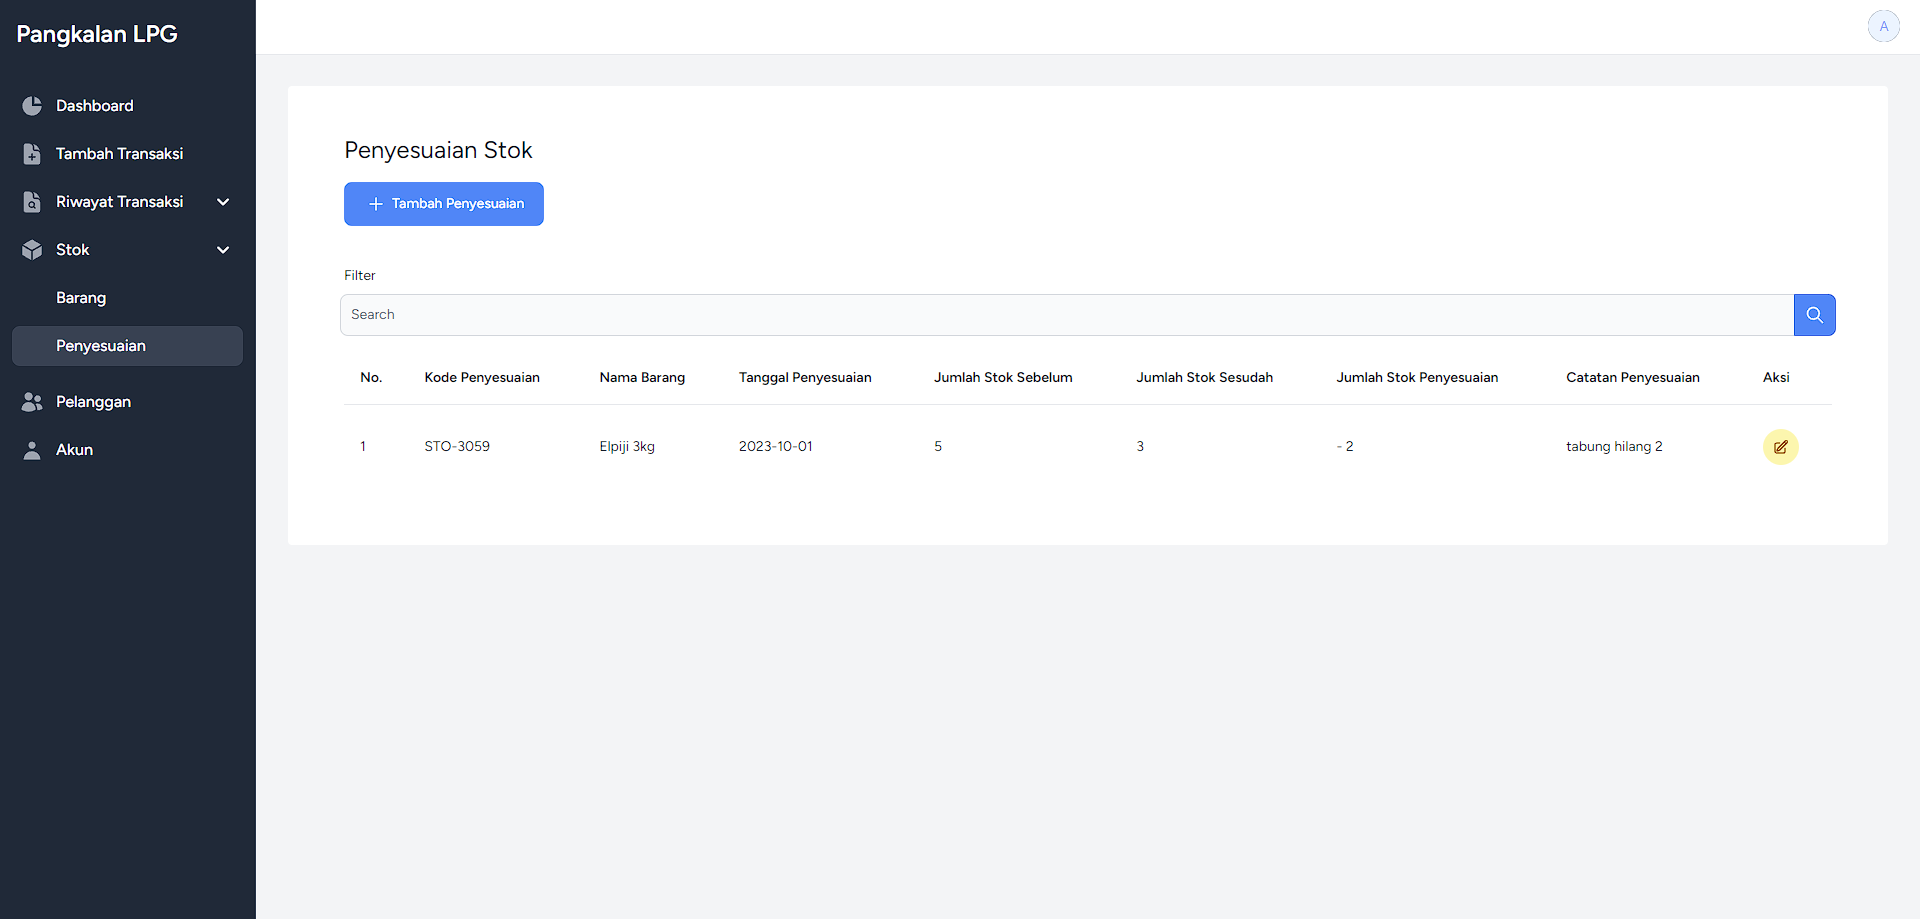 Pangkalan LPG
A
Dashboard
Tambah Transaksi
Riwayat Transaksi
Stok
Barang
Penyesuaian
Pelanggan
Akun
Penyesuaian Stok
+ Tambah Penyesuaian
Filter
Search
No. Kode Penyesuaian Nama Barang Tanggal Penyesuaian Jumlah Stok Sebelum Jumlah Stok Sesudah Jumlah Stok Penyesuaian Catatan Penyesuaian Aksi
1 STO-3059 Elpiji 3kg 2023-10-01 5 3 - 2 tabung hilang 2